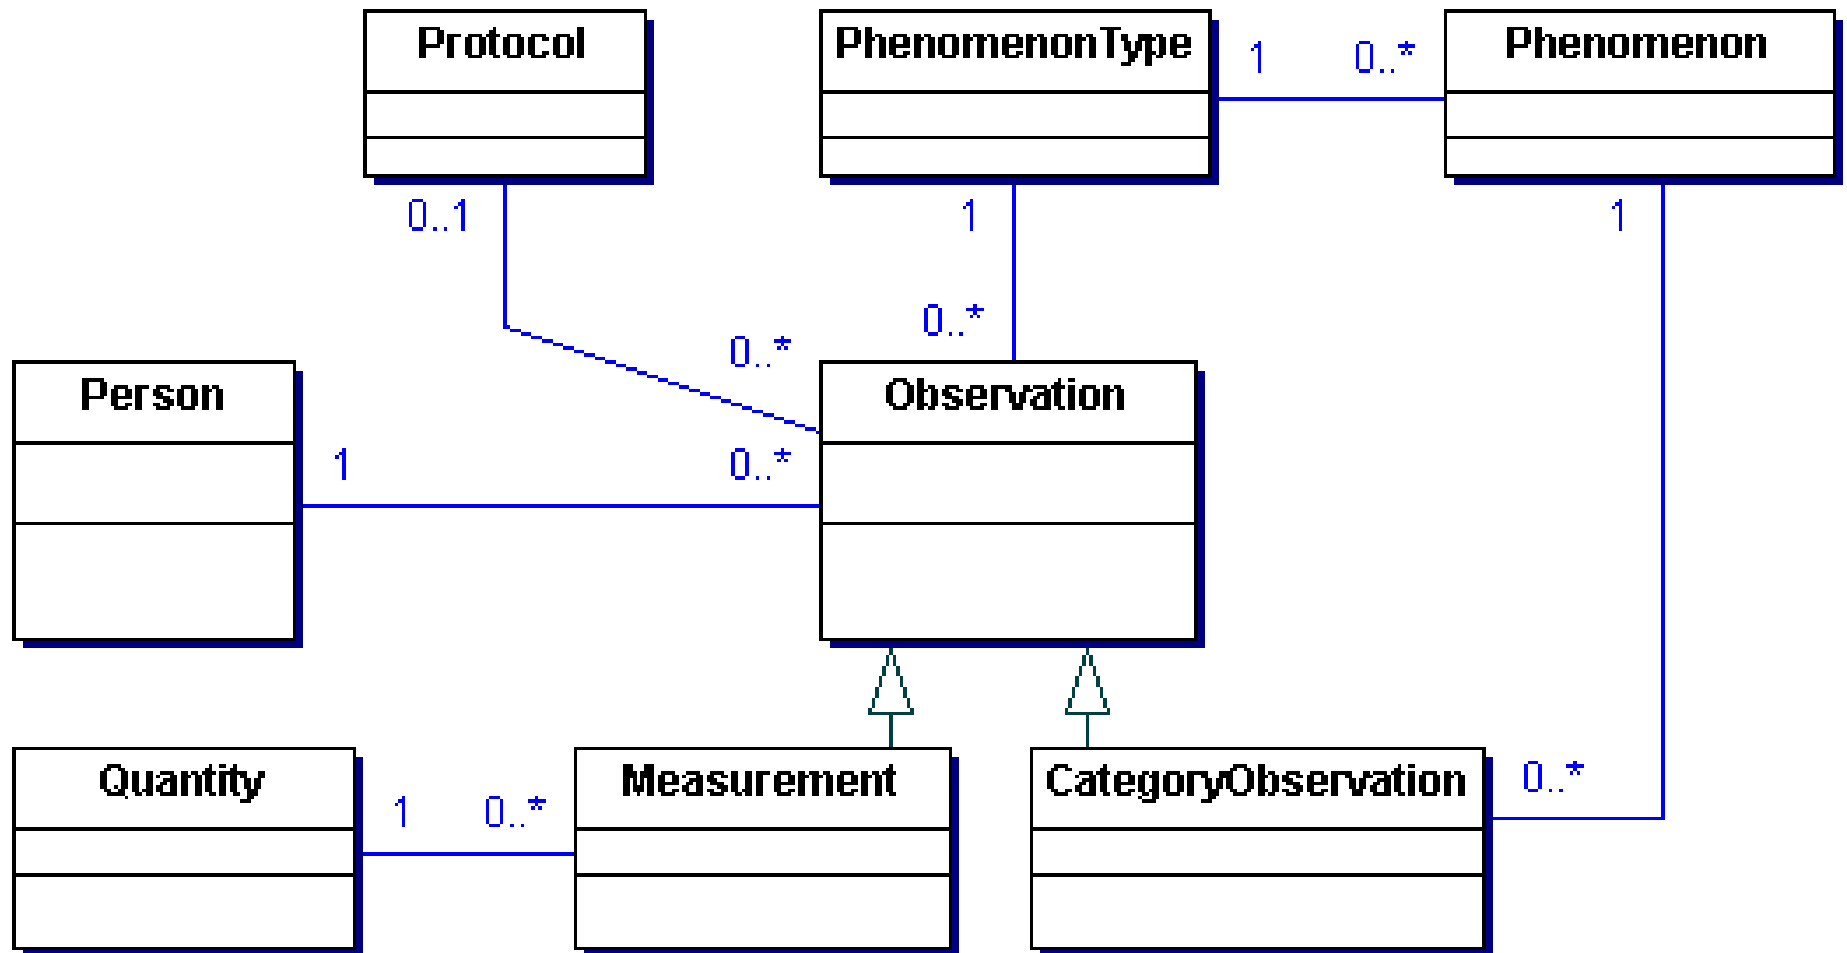 Protocol
PhenomenonType
1
0..*
Phenomenon
0..1
1
1
0..*
0..*
Person
Observation
1
0..*
Quantity
1
0..*
Measurement
CategoryObservation
0..*